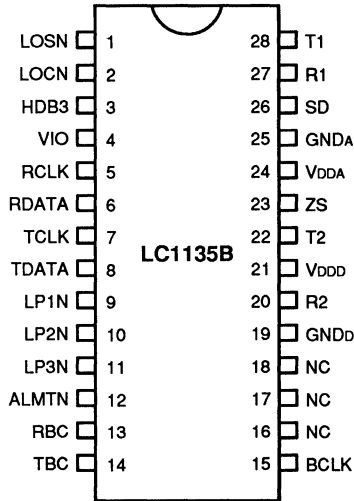 LOSN 1 28 T1
LOCN 2 27 R1
HDB3 3 26 SD
VIO 4 25 GNDA
RCLK 5 24 VDDA
RDATA 6 23 ZS
TCLK 7 22 T2
LC1135B
TDATA 8 21 VDDD
LP1N 9 20 R2
LP2N 10 19 GNDD
LP3N 11 18 NC
ALMTN 12 17 NC
RBC 13 16 NC
TBC 14 15 BCLK